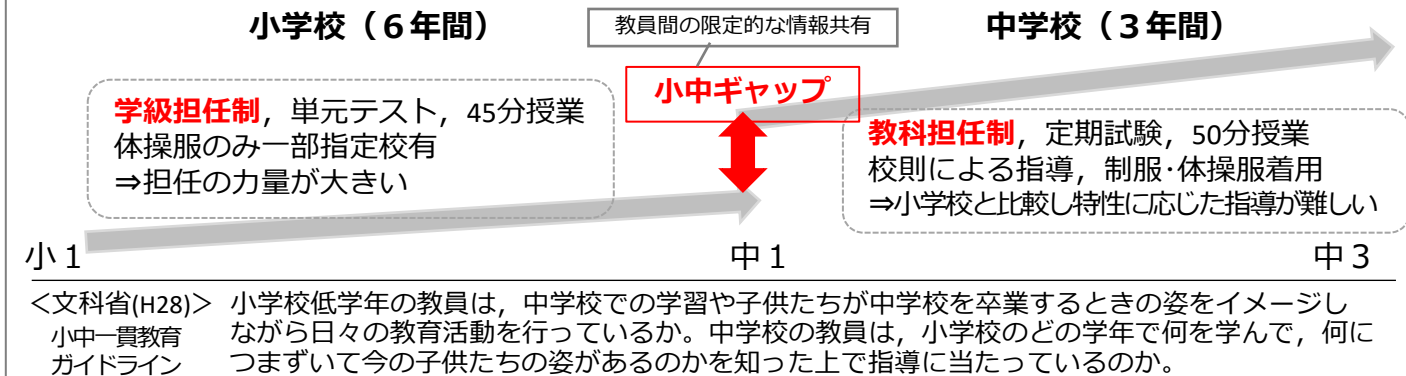 小学校（６年間）
教員間の限定的な情報共有
中学校（３年間）
小中ギャップ
学級担任制，単元テスト，45分授業
体操服のみ一部指定校有
⇒担任の力量が大きい
教科担任制，定期試験，50分授業
校則による指導，制服・体操服着用
⇒小学校と比較し特性に応じた指導が難しい
小１
中１
中３
＜文科省(H28)＞
小中一貫教育
ガイドライン
小学校低学年の教員は，中学校での学習や子供たちが中学校を卒業するときの姿をイメージし
ながら日々の教育活動を行っているか。中学校の教員は，小学校のどの学年で何を学んで，何に
つまずいて今の子供たちの姿があるのかを知った上で指導に当たっているのか。